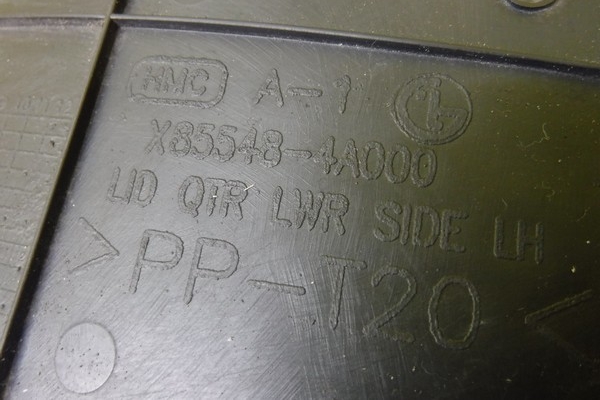 HMC A-1
X85548-4A000
LID QTR LWR SIDE LH
>PP-T20<